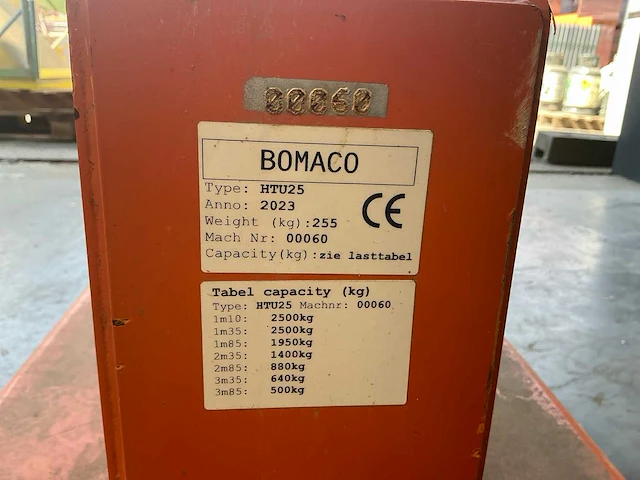 00060
BOMACO
Type: HTU25
Anno: 2023
Weight (kg):255
Mach Nr: 00060
Capacity(kg):zie lasttabel
CE
Tabel capacity (kg)
Type: HTU25 Machnr: 00060
1m10: 2500kg
1m35: 2500kg
1m85: 1950kg
2m35: 1400kg
2m85: 880kg
3m35: 640kg
3m85: 500kg